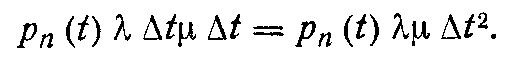 pₙ (t) λ Δtμ Δt = pₙ (t) λμ Δt².